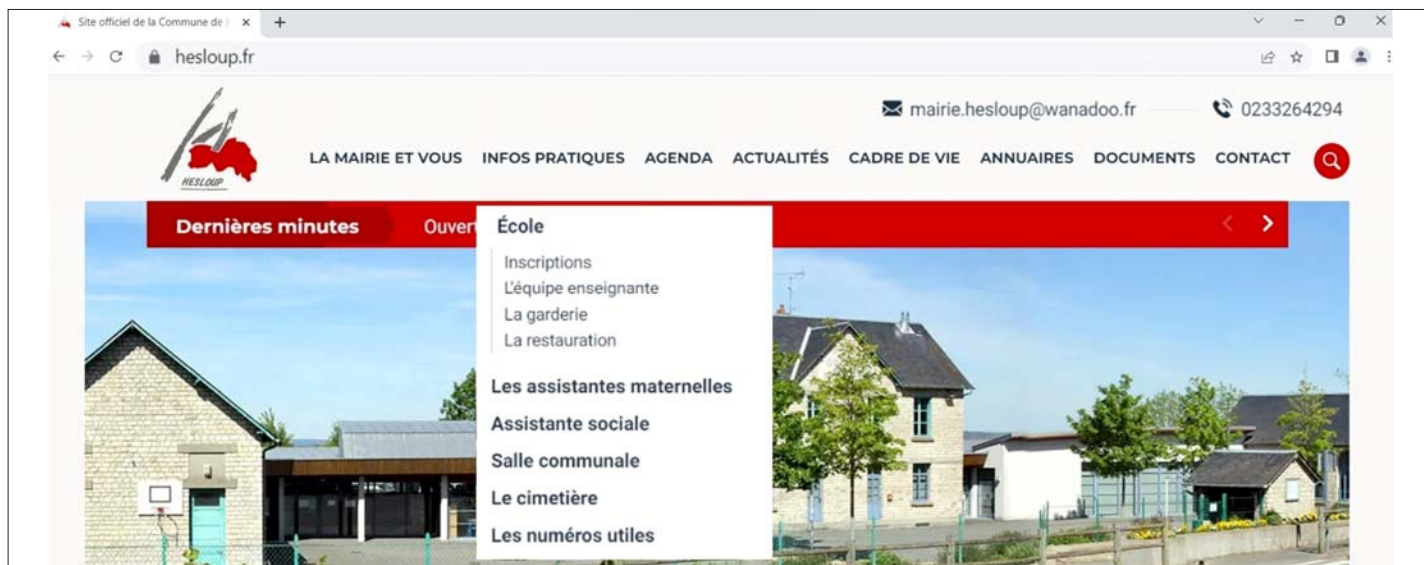 Site officiel de la Commune de
hesloup.fr
mairie.hesloup@wanadoo.fr
0233264294
HESLOUP
LA MAIRIE ET VOUS INFOS PRATIQUES AGENDA ACTUALITÉS CADRE DE VIE ANNUAIRES DOCUMENTS CONTACT
Dernières minutes
École
Inscriptions
L'équipe enseignante
La garderie
La restauration
Les assistantes maternelles
Assistante sociale
Salle communale
Le cimetière
Les numéros utiles